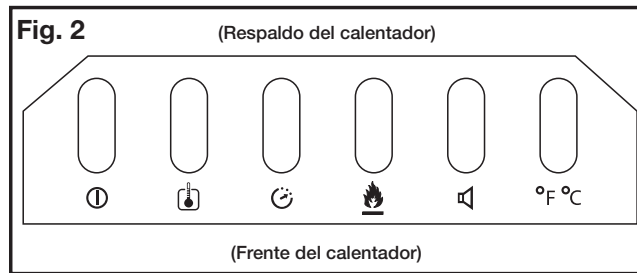 Fig. 2
(Respaldo del calentador)
°F °C
(Frente del calentador)